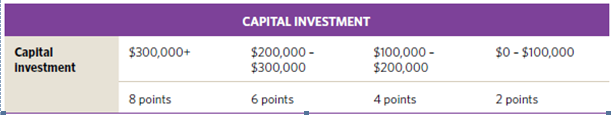 CAPITAL INVESTMENT
Capital $300,000+ $200,000 - $100,000 - $0 - $100,000
Investment $300,000 $200,000
8 points 6 points 4 points 2 points